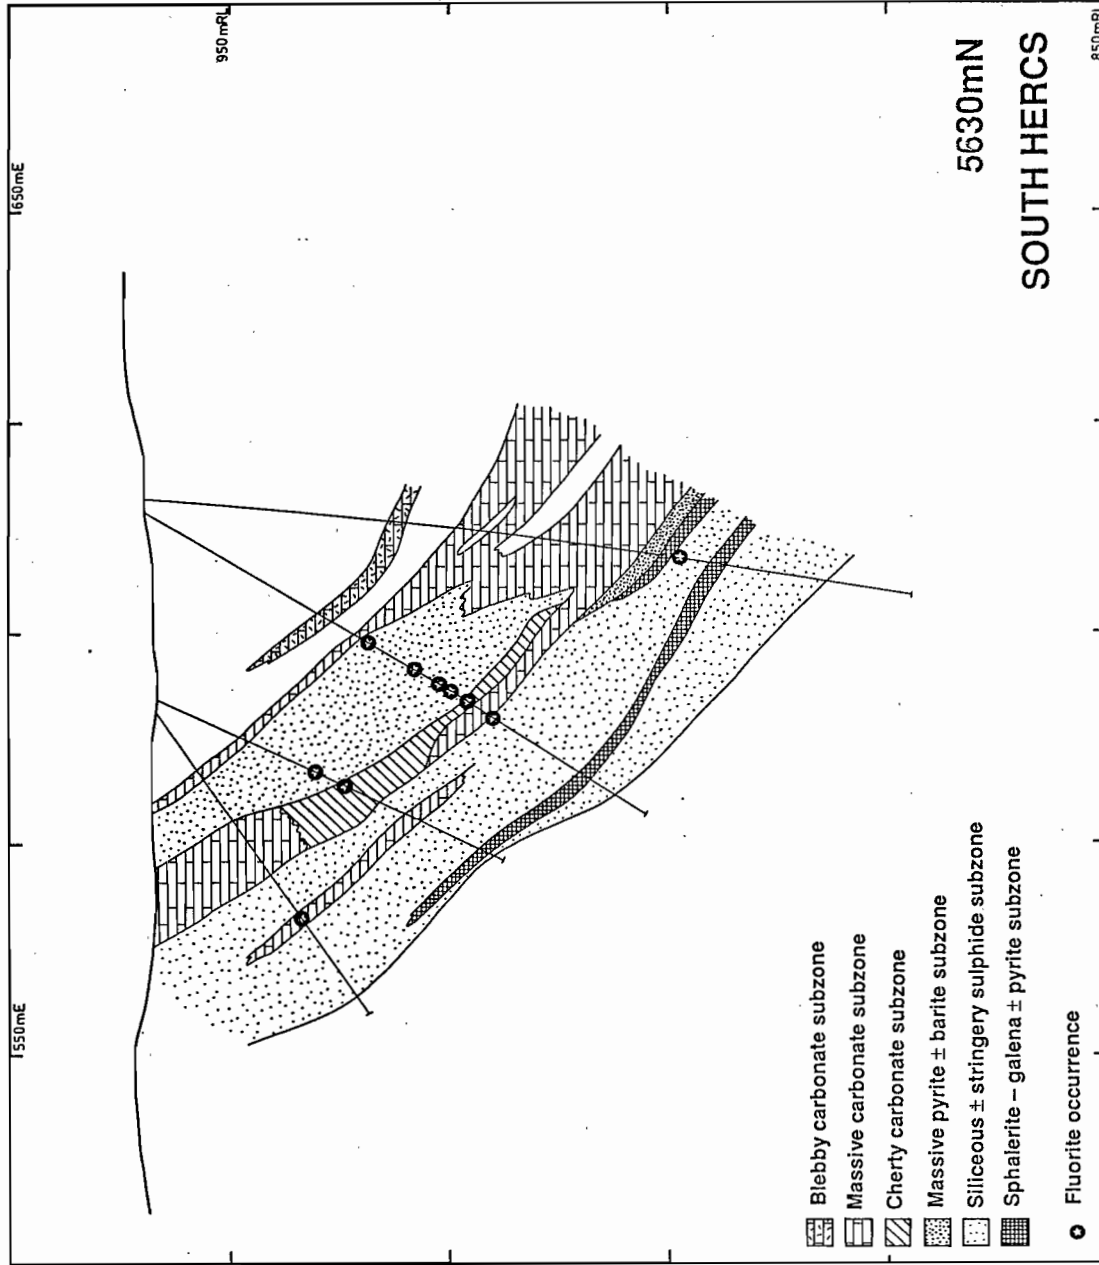 550mE
650mE
950mRL
850mRL
5630mN
SOUTH HERCS
Blebby carbonate subzone
Massive carbonate subzone
Cherty carbonate subzone
Massive pyrite ± barite subzone
Siliceous ± stringery sulphide subzone
Sphalerite – galena ± pyrite subzone
Fluorite occurrence